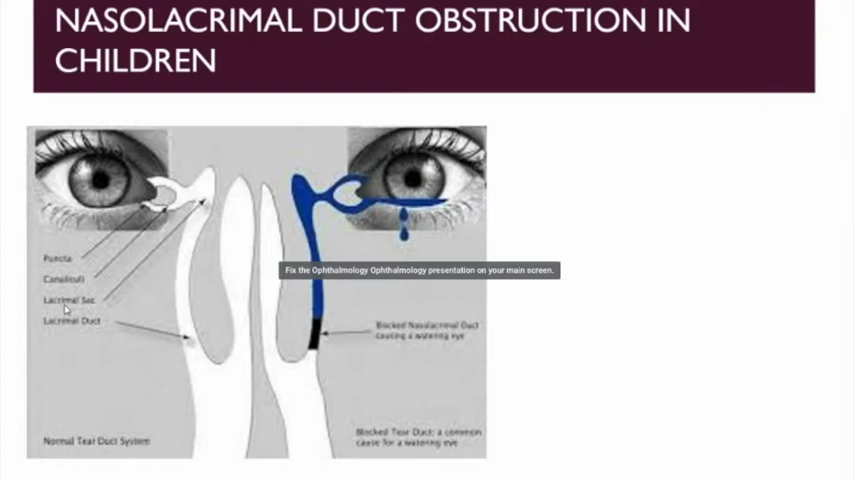 NASOLACRIMAL DUCT OBSTRUCTION IN
CHILDREN
Puncta
Canaliculi
Lacrimal Sac
Lacrimal Duct
Fix the Ophthalmology Ophthalmology presentation on your main screen.
Blocked Nasolacrimal Duct
causing a watering eye
Normal Tear Duct System
Blocked Tear Duct: a common
cause for a watering eye